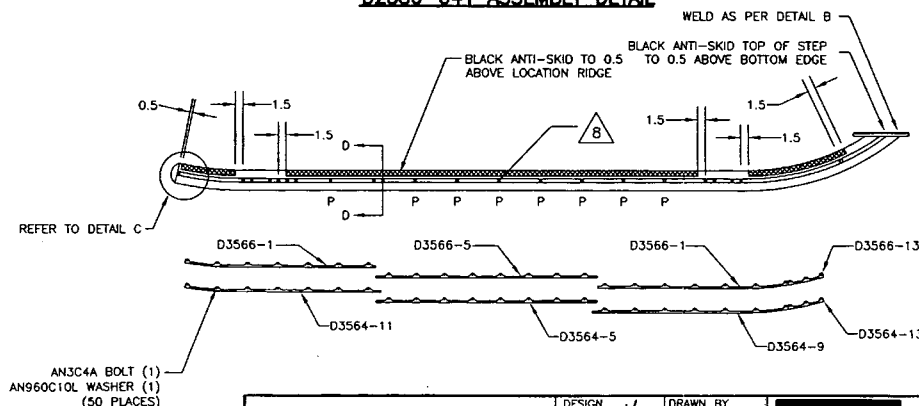 WELD AS PER DETAIL B
BLACK ANTI-SKID TO 0.5
ABOVE LOCATION RIDGE
BLACK ANTI-SKID TOP OF STEP
TO 0.5 ABOVE BOTTOM EDGE
0.5
1.5
1.5
1.5
1.5
1.5
8
D
D
P P P P P P P P
REFER TO DETAIL C
D3566-1
D3566-5
D3566-1
D3566-13
D3564-11
D3564-5
D3564-9
D3564-13
AN3C4A BOLT (1)
AN960C10L WASHER (1)
(50 PLACES)
DESIGN
DRAWN BY